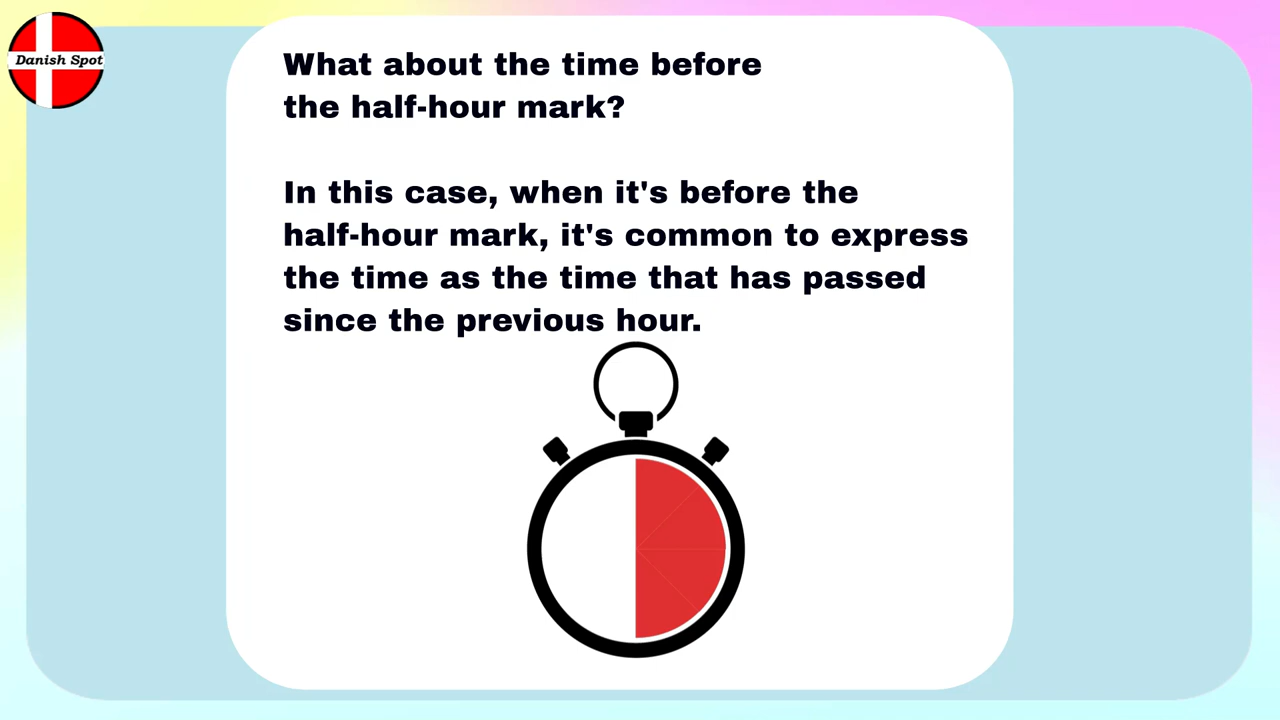 Danish Spot
What about the time before
the half-hour mark?
In this case, when it's before the
half-hour mark, it's common to express
the time as the time that has passed
since the previous hour.